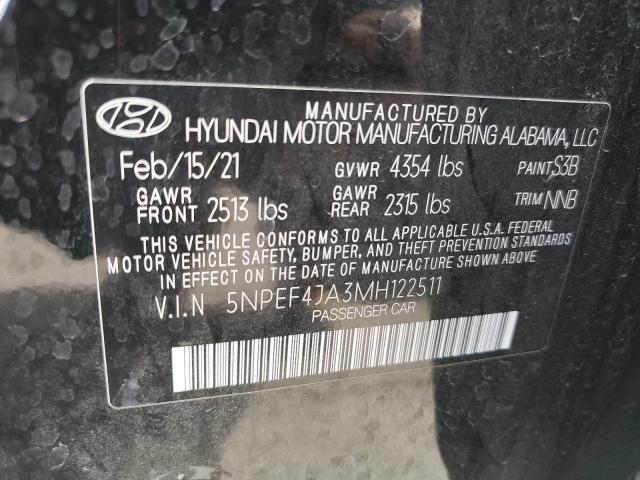 MANUFACTURED BY
HYUNDAI MOTOR MANUFACTURING ALABAMA, LLC
Feb/15/21 GVWR 4354 lbs PAINT S3B
GAWR FRONT 2513 lbs GAWR REAR 2315 lbs TRIM NNB
THIS VEHICLE CONFORMS TO ALL APPLICABLE U.S.A. FEDERAL
MOTOR VEHICLE SAFETY, BUMPER, AND THEFT PREVENTION STANDARDS
IN EFFECT ON THE DATE OF MANUFACTURE SHOWN ABOVE
V.I.N 5NPEF4JA3MH122511
PASSENGER CAR